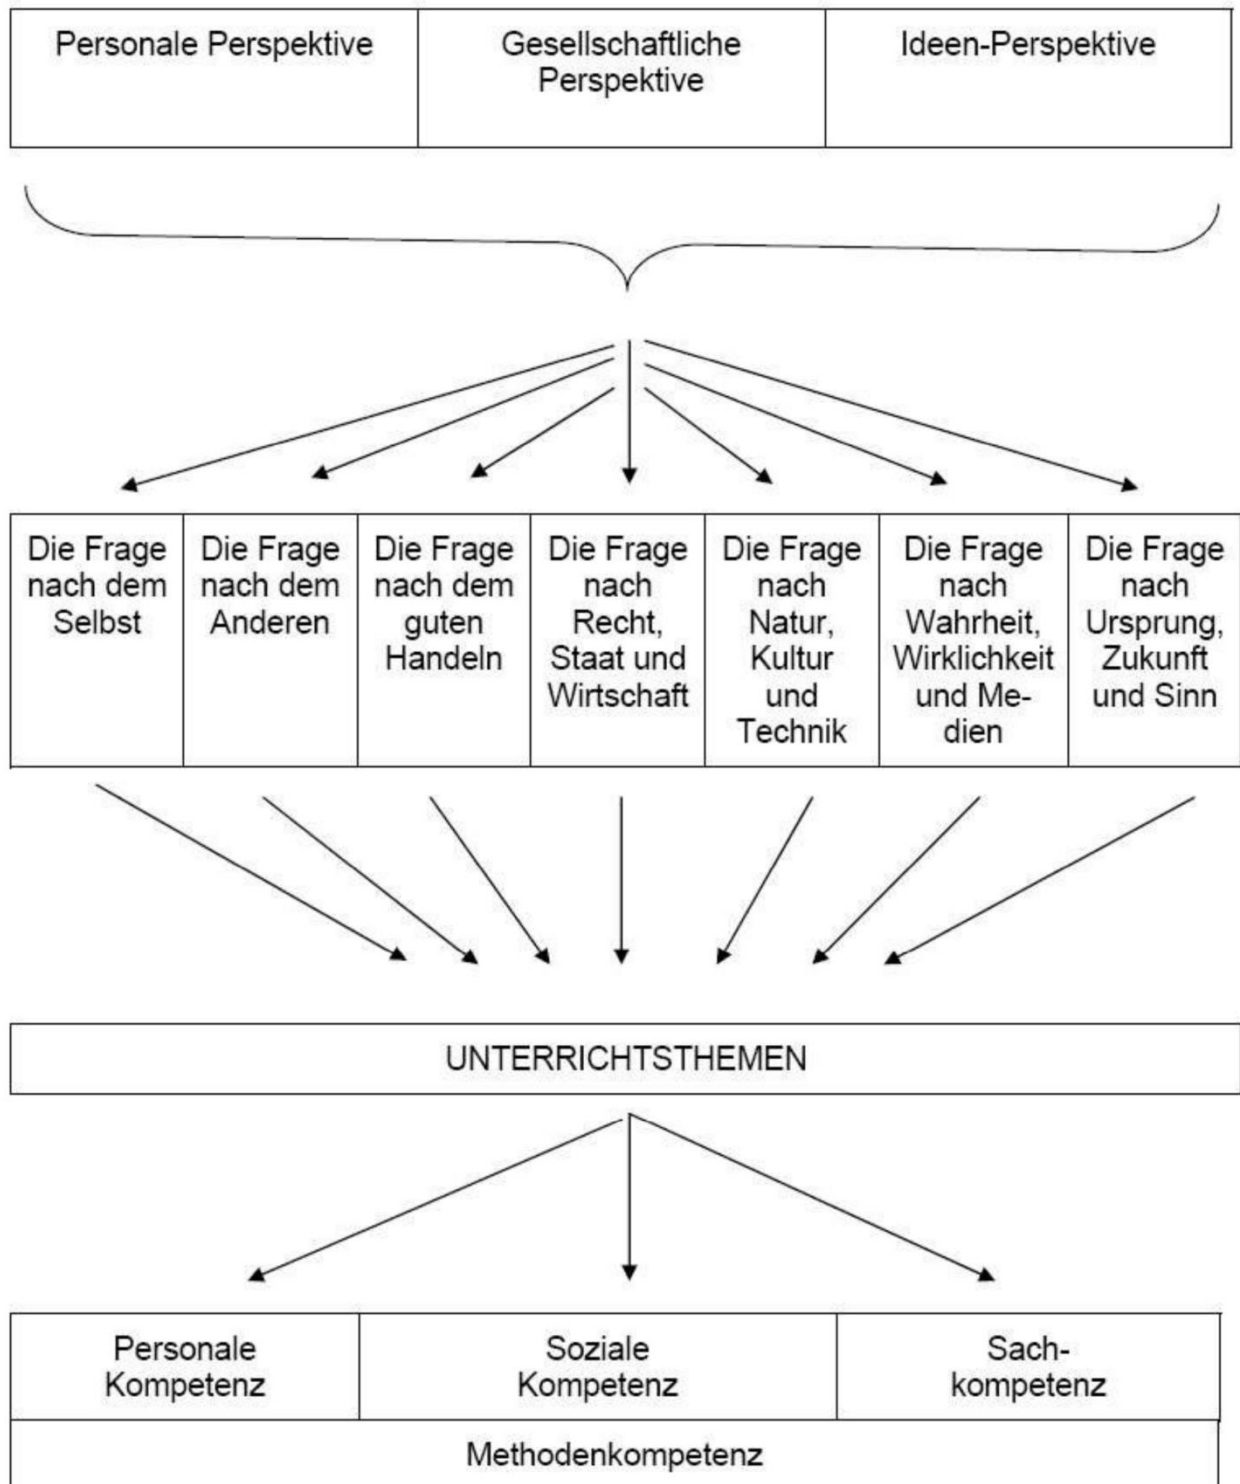 Personale Perspektive
Gesellschaftliche
Perspektive
Ideen-Perspektive
Die Frage
nach dem
Selbst
Die Frage
nach dem
Anderen
Die Frage
nach dem
guten
Handeln
Die Frage
nach
Recht,
Staat und
Wirtschaft
Die Frage
nach
Natur,
Kultur
und
Technik
Die Frage
nach
Wahrheit,
Wirklichkeit
und Me-
dien
Die Frage
nach
Ursprung,
Zukunft
und Sinn
UNTERRICHTSTHEMEN
Personale
Kompetenz
Soziale
Kompetenz
Sach-
kompetenz
Methodenkompetenz